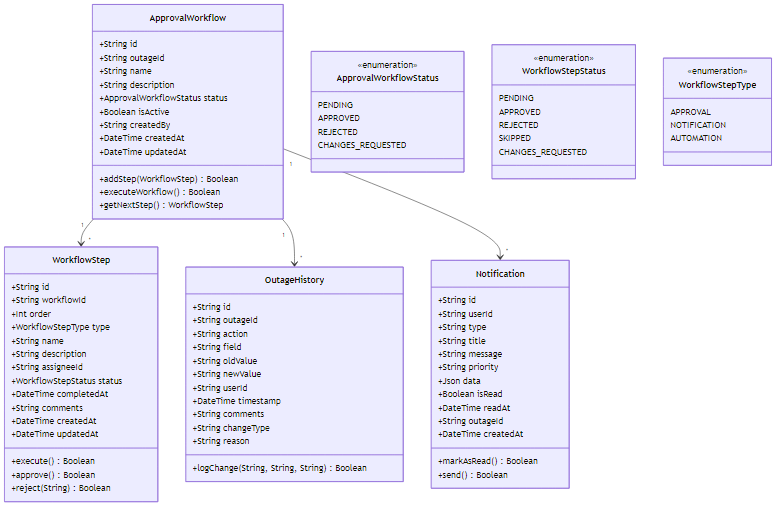 ApprovalWorkflow
+String id
+String outageId
+String name
+String description
+ApprovalWorkflowStatus status
+Boolean isActive
+String createdBy
+DateTime createdAt
+DateTime updatedAt
+addStep(WorkflowStep) : Boolean
+executeWorkflow() : Boolean
+getNextStep() : WorkflowStep
«enumeration»
ApprovalWorkflowStatus
PENDING
APPROVED
REJECTED
CHANGES_REQUESTED
«enumeration»
WorkflowStepStatus
PENDING
APPROVED
REJECTED
SKIPPED
CHANGES_REQUESTED
«enumeration»
WorkflowStepType
APPROVAL
NOTIFICATION
AUTOMATION
1
1
1
*
*
*
WorkflowStep
+String id
+String workflowId
+Int order
+WorkflowStepType type
+String name
+String description
+String assigneeId
+WorkflowStepStatus status
+DateTime completedAt
+String comments
+DateTime createdAt
+DateTime updatedAt
+execute() : Boolean
+approve() : Boolean
+reject(String) : Boolean
OutageHistory
+String id
+String outageId
+String action
+String field
+String oldValue
+String newValue
+String userId
+DateTime timestamp
+String comments
+String changeType
+String reason
+logChange(String, String, String) : Boolean
Notification
+String id
+String userId
+String type
+String title
+String message
+String priority
+Json data
+Boolean isRead
+DateTime readAt
+String outageId
+DateTime createdAt
+markAsRead() : Boolean
+send() : Boolean